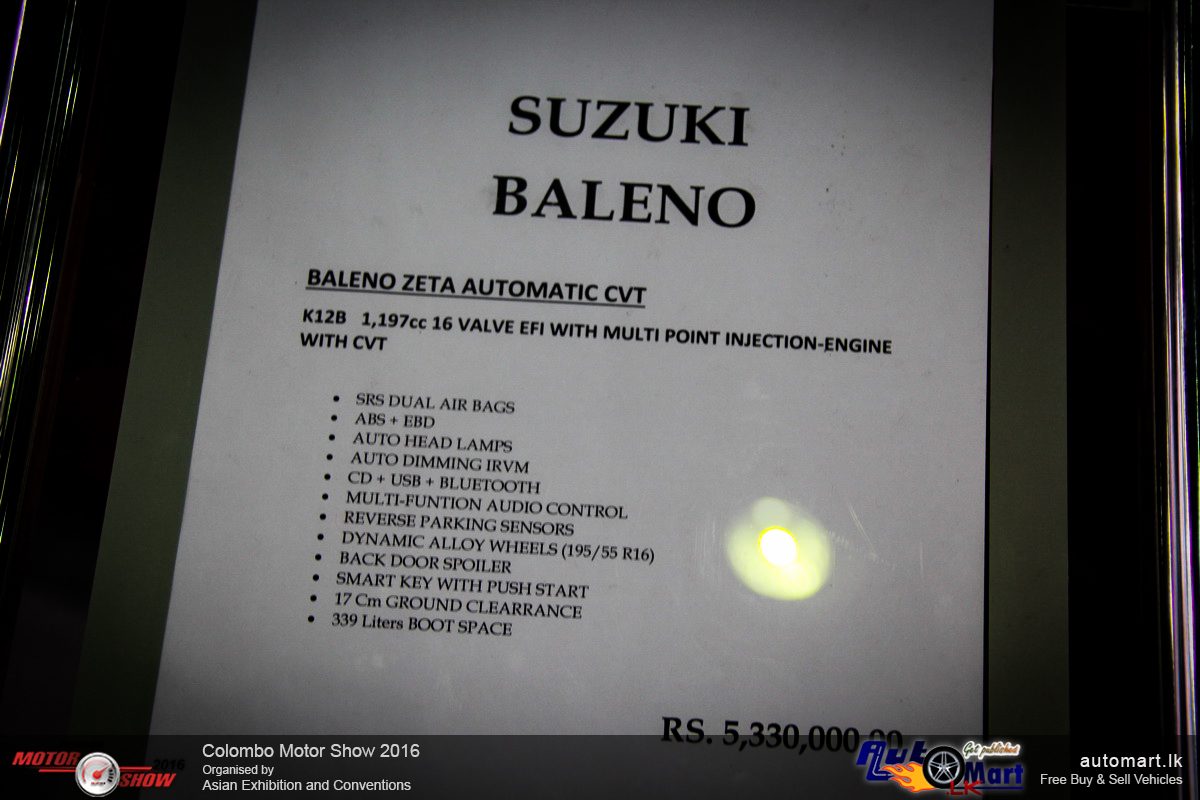 SUZUKI
BALENO
BALENO ZETA AUTOMATIC CVT
K12B 1,197cc 16 VALVE EFI WITH MULTI POINT INJECTION-ENGINE
WITH CVT
• SRS DUAL AIR BAGS
• ABS + EBD
• AUTO HEAD LAMPS
• AUTO DIMMING IRVM
• CD + USB + BLUETOOTH
• MULTI-FUNTION AUDIO CONTROL
• REVERSE PARKING SENSORS
• DYNAMIC ALLOY WHEELS (195/55 R16)
• BACK DOOR SPOILER
• SMART KEY WITH PUSH START
• 17 Cm GROUND CLEARRANCE
• 339 Liters BOOT SPACE
RS. 5,330,000.00
MOTOR 2016
SHOW
Colombo Motor Show 2016
Organised by
Asian Exhibition and Conventions
Auto Get published
Mart
LK
automart.lk
Free Buy & Sell Vehicles